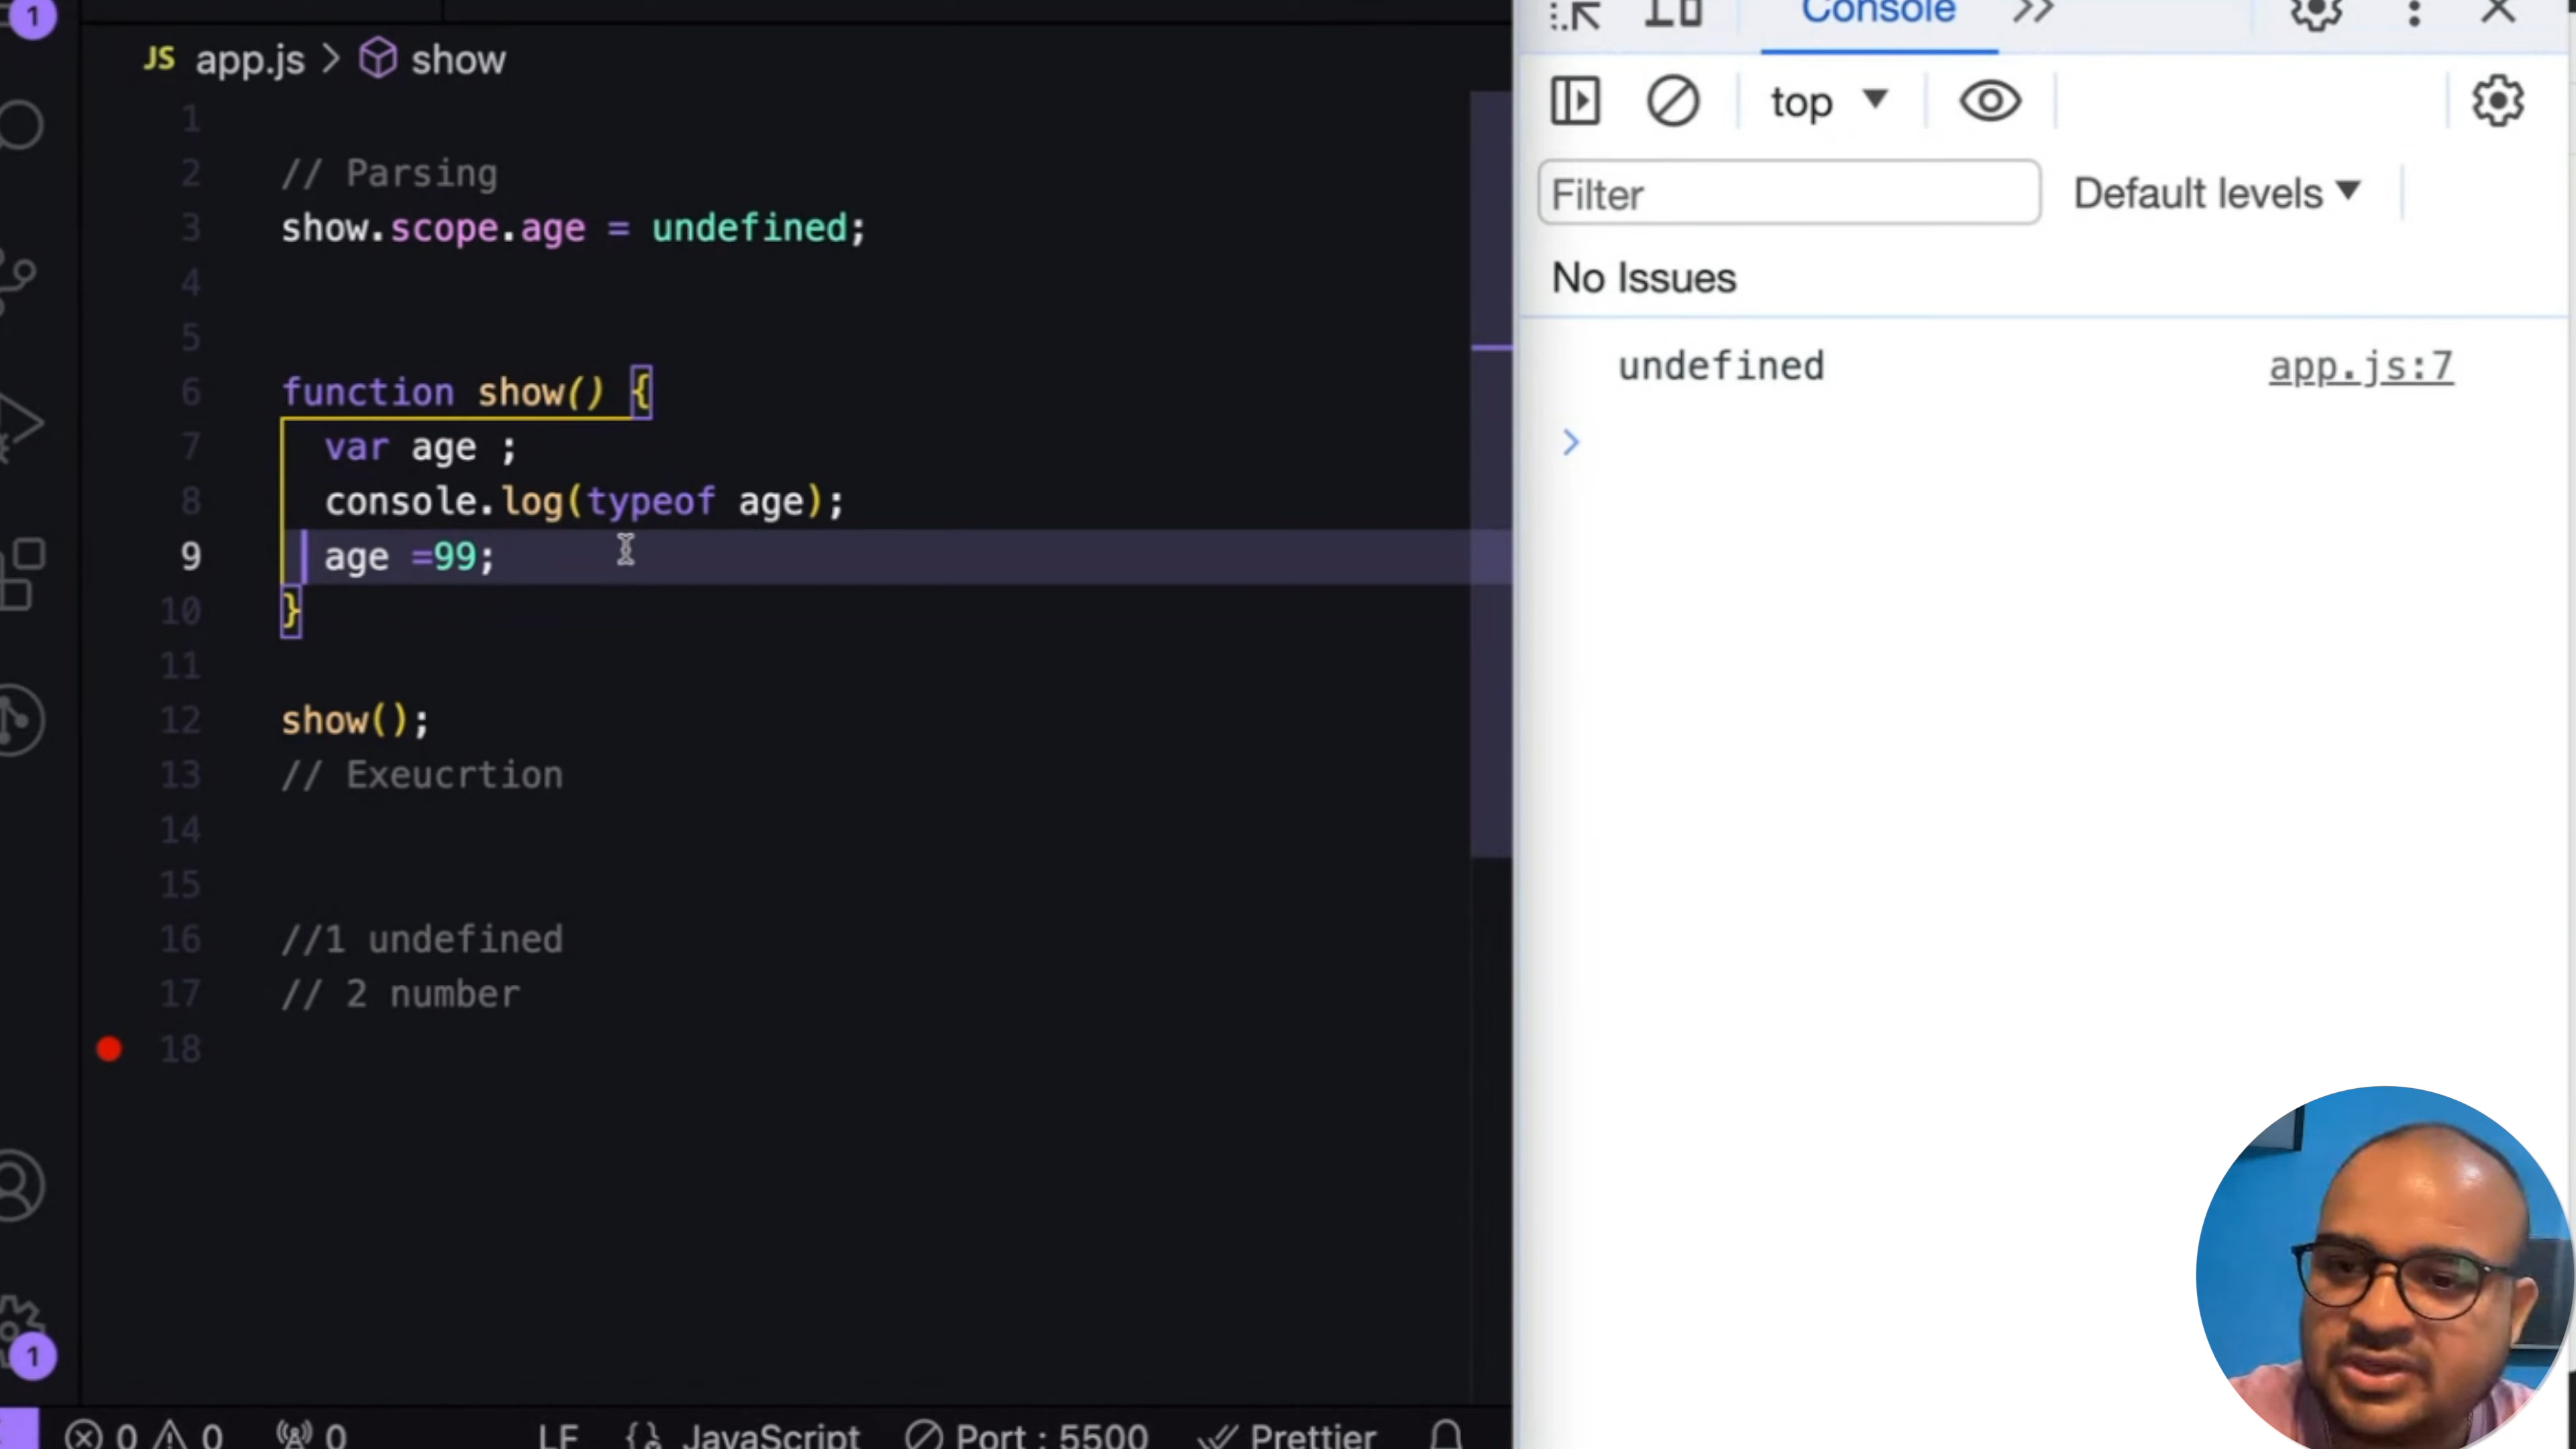 1
JS app.js > show
1
2 // Parsing
3 show.scope.age = undefined;
4
5
6 function show() {
7 var age ;
8 console.log(typeof age);
9 age =99;
10 }
11
12 show();
13 // Exeucrtion
14
15
16 //1 undefined
17 // 2 number
18
1
0 0 0 LF JavaScript Port : 5500 Prettier
Console
top
Filter Default levels
No Issues
undefined app.js:7